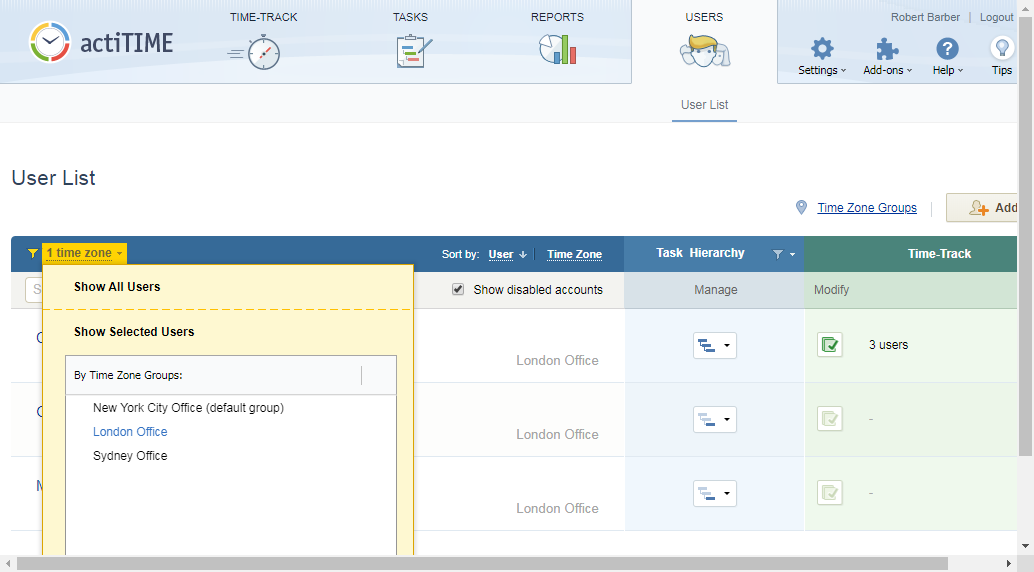 TIME-TRACK
TASKS
REPORTS
USERS
Robert Barber
Logout
actiTIME
Settings
Add-ons
Help
Tips
User List
User List
Time Zone Groups
Add
1 time zone
Sort by: User Time Zone
Task Hierarchy
Time-Track
Show disabled accounts
Manage
Modify
Show All Users
Show Selected Users
By Time Zone Groups:
New York City Office (default group)
London Office
Sydney Office
London Office
3 users
London Office
-
London Office
-